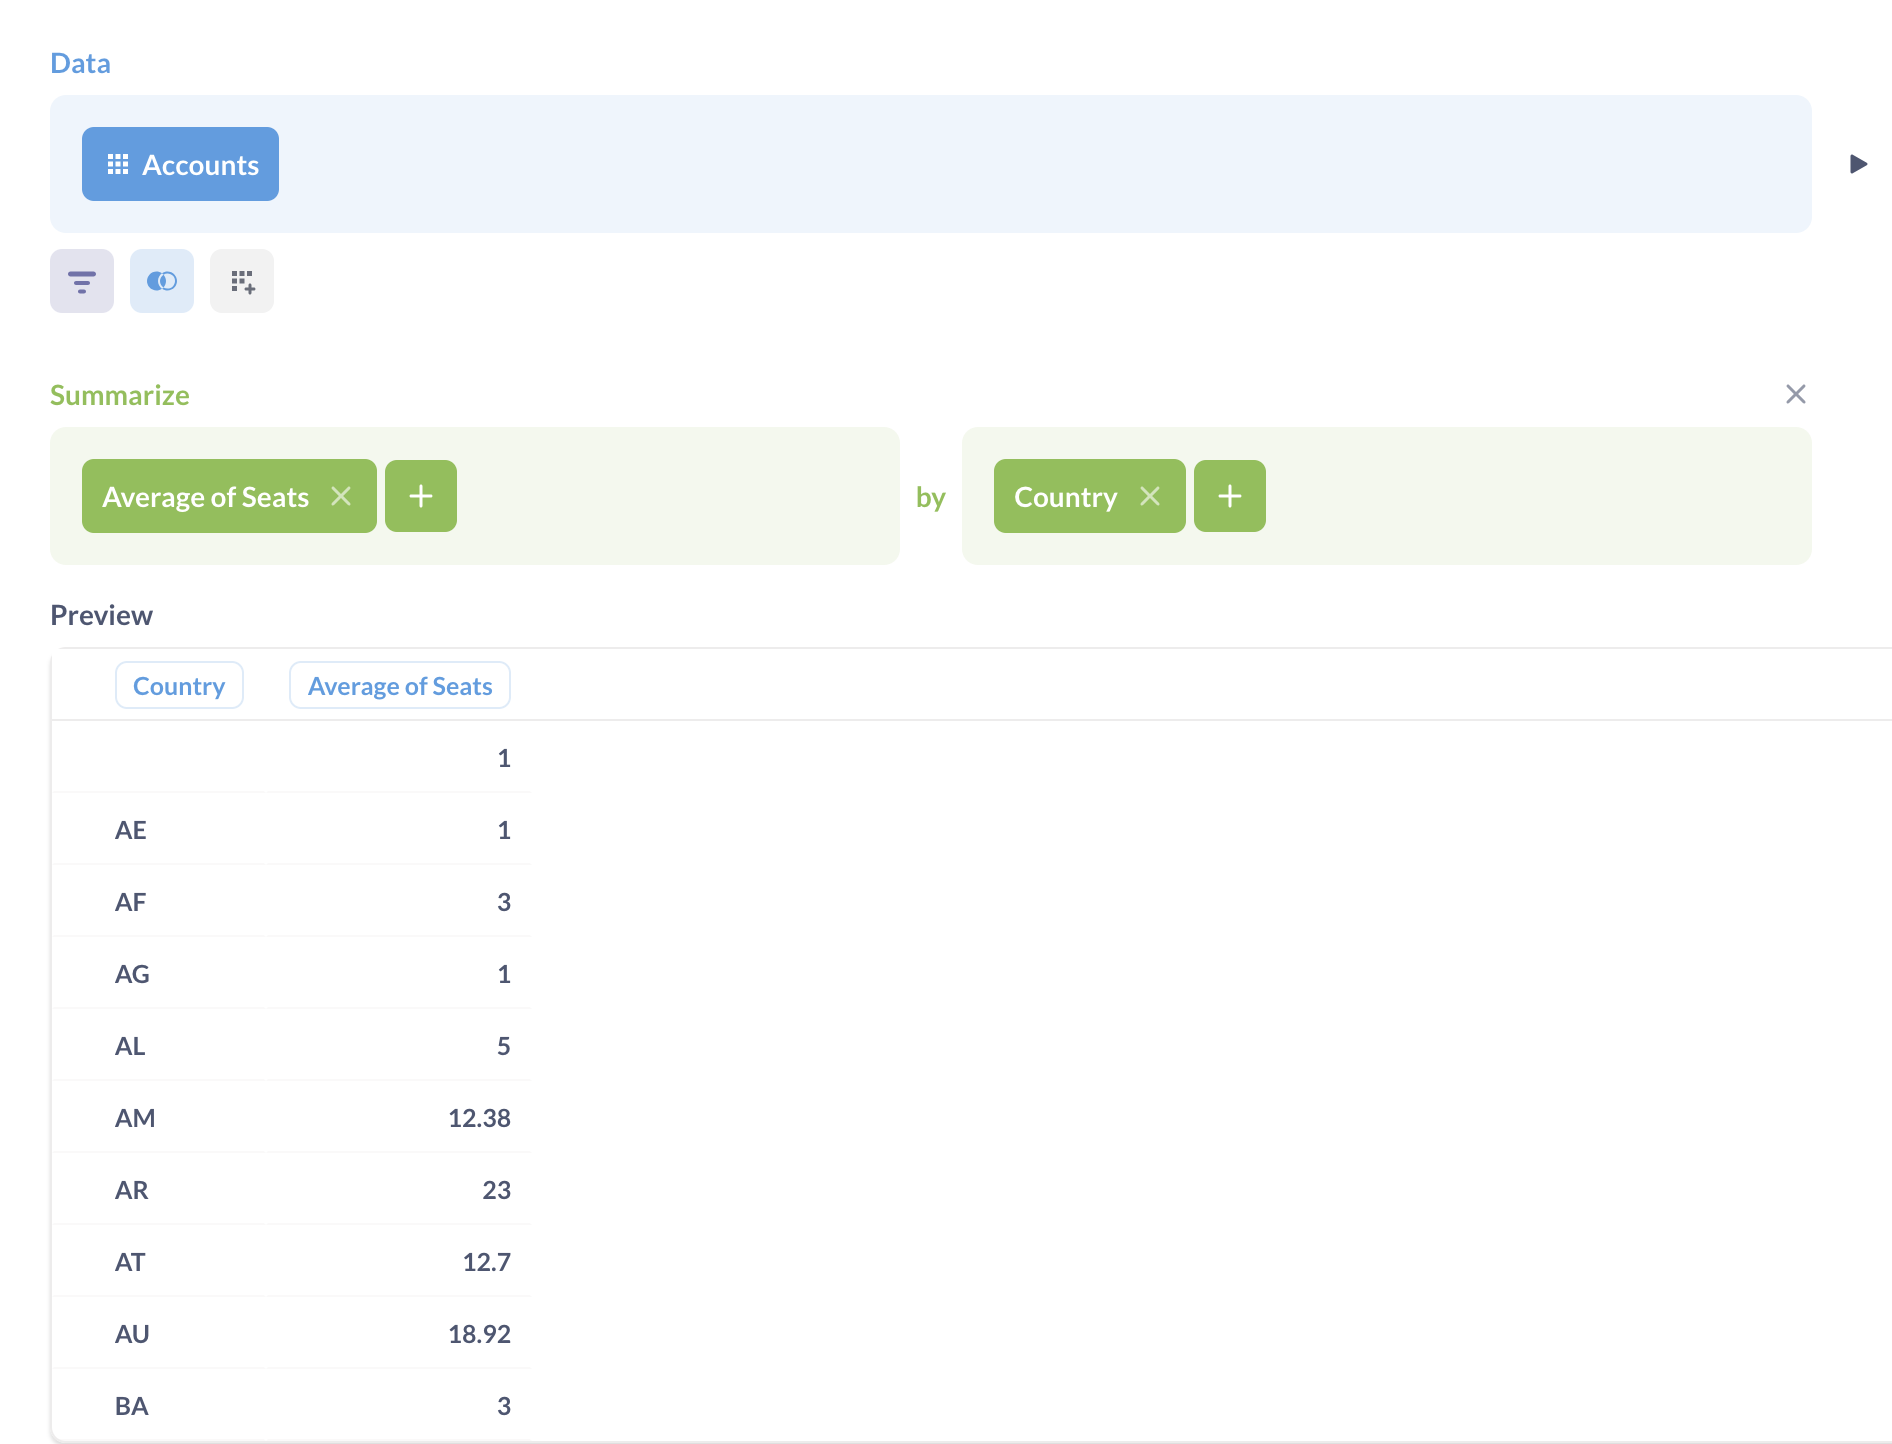 Data
Accounts
Summarize
Average of Seats by Country
Preview
Country Average of Seats
1
AE 1
AF 3
AG 1
AL 5
AM 12.38
AR 23
AT 12.7
AU 18.92
BA 3